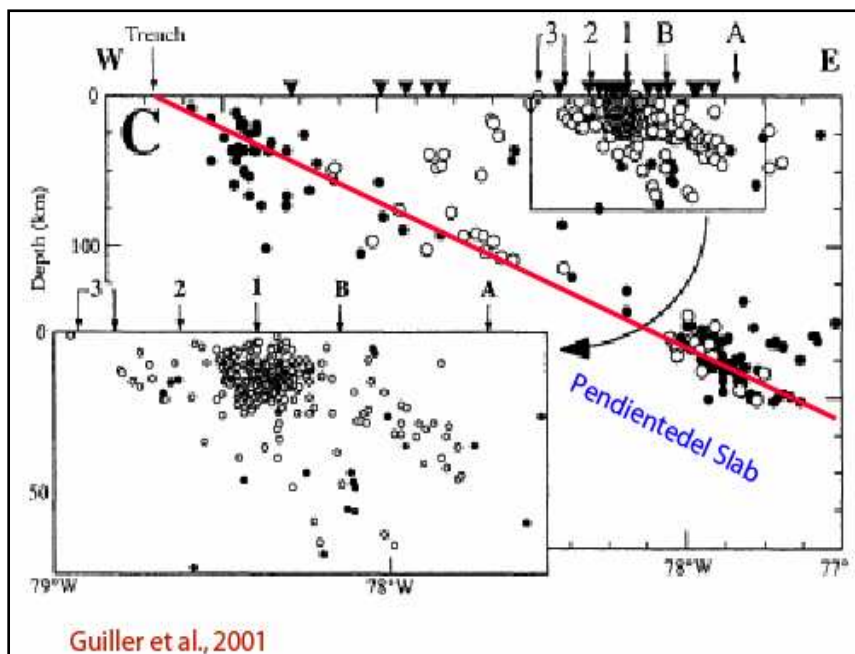 Trench
W 3 2 1 B A E
0
C
100
Depth (km)
3 2 1 B A
0
50
79°W 78°W
78°W 77°
Pendientedel Slab
Guiller et al., 2001